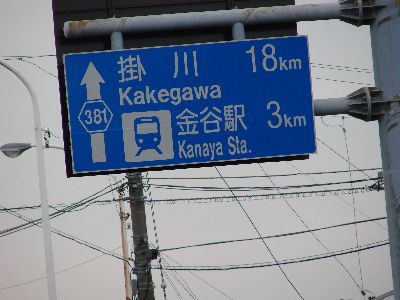 掛川 18km
Kakegawa
381
金谷駅 3km
Kanaya Sta.